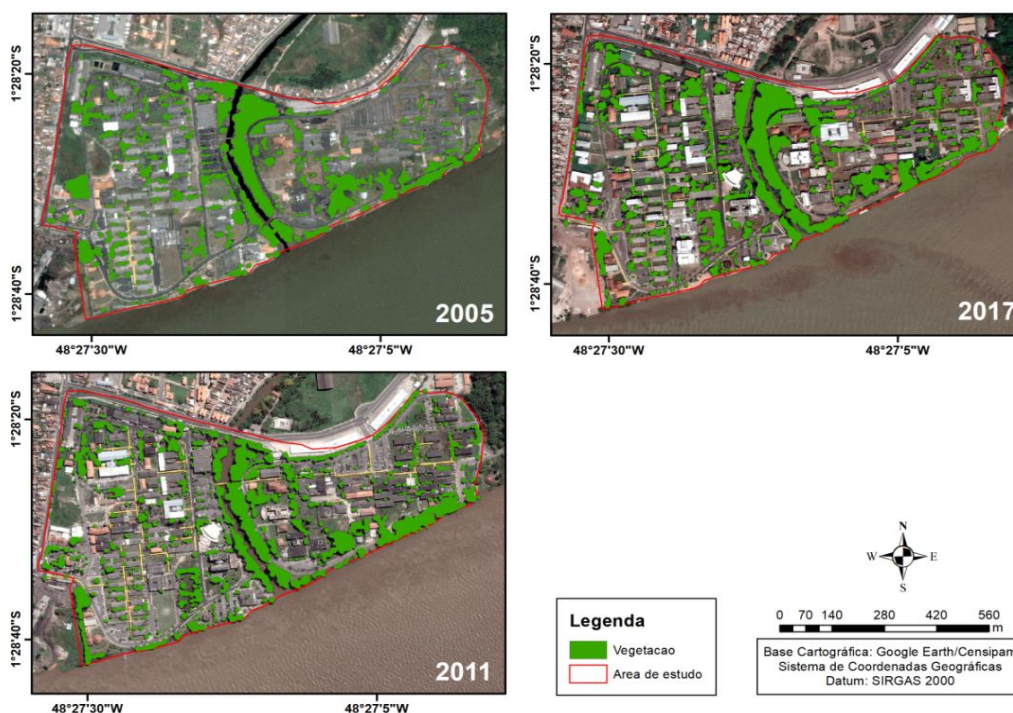 1°28'20"S
1°28'40"S
2005
48°27'30"W
48°27'5"W
1°28'20"S
1°28'40"S
2017
48°27'30"W
48°27'5"W
1°28'20"S
1°28'40"S
2011
48°27'30"W
48°27'5"W
Legenda
Vegetacao
Area de estudo
N
W
E
S
0 70 140 280 420 560
m
Base Cartográfica: Google Earth/Censipam
Sistema de Coordenadas Geográficas
Datum: SIRGAS 2000